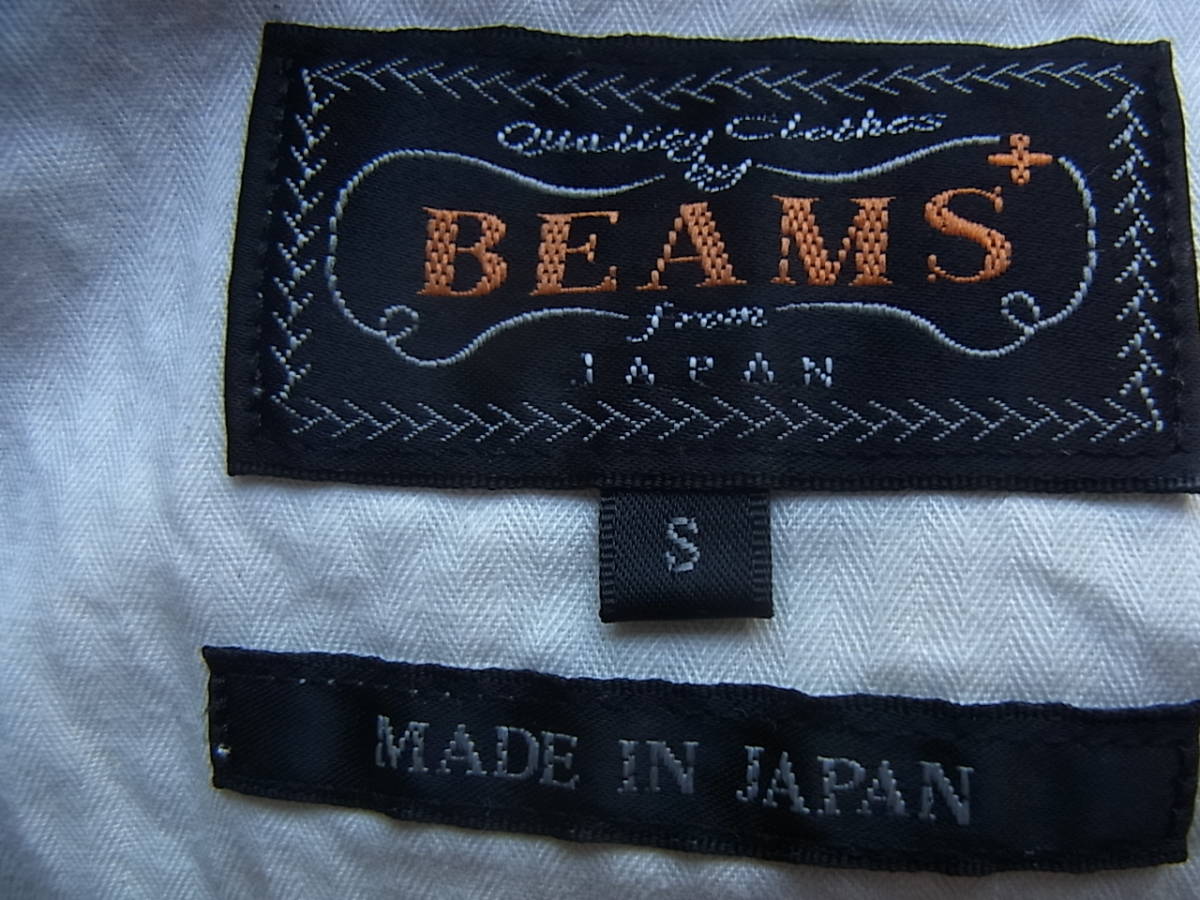 Quality Clothes
by
BEAMS+
from
JAPAN
S
MADE IN JAPAN